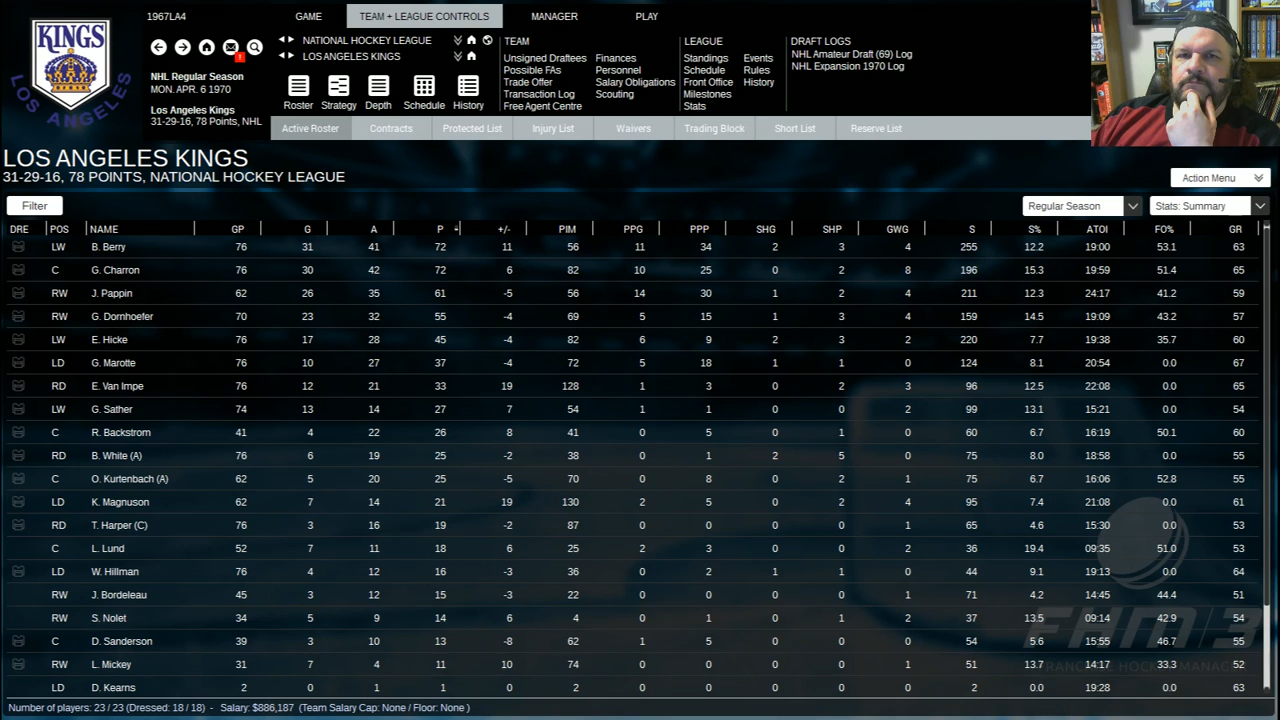 KINGS
LOS ANGELES
1967LA4
GAME TEAM + LEAGUE CONTROLS MANAGER PLAY
NHL Regular Season
MON. APR. 6 1970
Los Angeles Kings
31-29-16, 78 Points, NHL
NATIONAL HOCKEY LEAGUE
LOS ANGELES KINGS
Roster Strategy Depth Schedule History
TEAM
Unsigned Draftees Finances
Possible FAs Personnel
Trade Offer Salary Obligations
Transaction Log Scouting
Free Agent Centre
LEAGUE
Standings Events
Schedule Rules
Front Office History
Milestones
Stats
DRAFT LOGS
NHL Amateur Draft (69) Log
NHL Expansion 1970 Log
Active Roster Contracts Protected List Injury List Waivers Trading Block Short List Reserve List
LOS ANGELES KINGS
31-29-16, 78 POINTS, NATIONAL HOCKEY LEAGUE
Action Menu
Filter Regular Season Stats: Summary
DRE POS NAME GP G A P +/- PIM PPG PPP SHG SHP GWG S S% ATOI FO% GR
LW B. Berry 76 31 41 72 11 56 11 34 2 3 4 255 12.2 19:00 53.1 63
C G. Charron 76 30 42 72 6 82 10 25 0 2 8 196 15.3 19:59 51.4 65
RW J. Pappin 62 26 35 61 -5 56 14 30 1 2 4 211 12.3 24:17 41.2 59
RW G. Dornhoefer 70 23 32 55 -4 69 5 15 1 3 4 159 14.5 19:09 43.2 57
LW E. Hicke 76 17 28 45 -4 82 6 9 2 3 2 220 7.7 19:38 35.7 60
LD G. Marotte 76 10 27 37 -4 72 5 18 1 1 0 124 8.1 20:54 0.0 67
RD E. Van Impe 76 12 21 33 19 128 1 3 0 2 3 96 12.5 22:08 0.0 65
LW G. Sather 74 13 14 27 7 54 1 1 0 0 2 99 13.1 15:21 0.0 54
C R. Backstrom 41 4 22 26 8 41 0 5 0 1 0 60 6.7 16:19 50.1 60
RD B. White (A) 76 6 19 25 -2 38 0 1 2 5 0 75 8.0 18:58 0.0 55
C O. Kurtenbach (A) 62 5 20 25 -5 70 0 8 0 2 1 75 6.7 16:06 52.8 55
LD K. Magnuson 62 7 14 21 19 130 2 5 0 2 4 95 7.4 21:08 0.0 61
RD T. Harper (C) 76 3 16 19 -2 87 0 0 0 0 1 65 4.6 15:30 0.0 53
C L. Lund 52 7 11 18 6 25 2 3 0 0 2 36 19.4 09:35 51.0 53
LD W. Hillman 76 4 12 16 -3 36 0 2 1 1 0 44 9.1 19:13 0.0 64
RW J. Bordeleau 45 3 12 15 -3 22 0 0 0 0 1 71 4.2 14:45 44.4 51
RW S. Nolet 34 5 9 14 6 4 0 1 0 1 2 37 13.5 09:14 42.9 54
C D. Sanderson 39 3 10 13 -8 62 1 5 0 0 0 54 5.6 15:55 46.7 55
RW L. Mickey 31 7 4 11 10 74 0 0 0 0 1 51 13.7 14:17 33.3 52
LD D. Kearns 2 0 1 1 0 2 0 0 0 0 0 2 0.0 19:28 0.0 63
FHM|3
FRANCHISE HOCKEY MANAGER
Number of players: 23 / 23 (Dressed: 18 / 18) - Salary: $886,187 (Team Salary Cap: None / Floor: None )